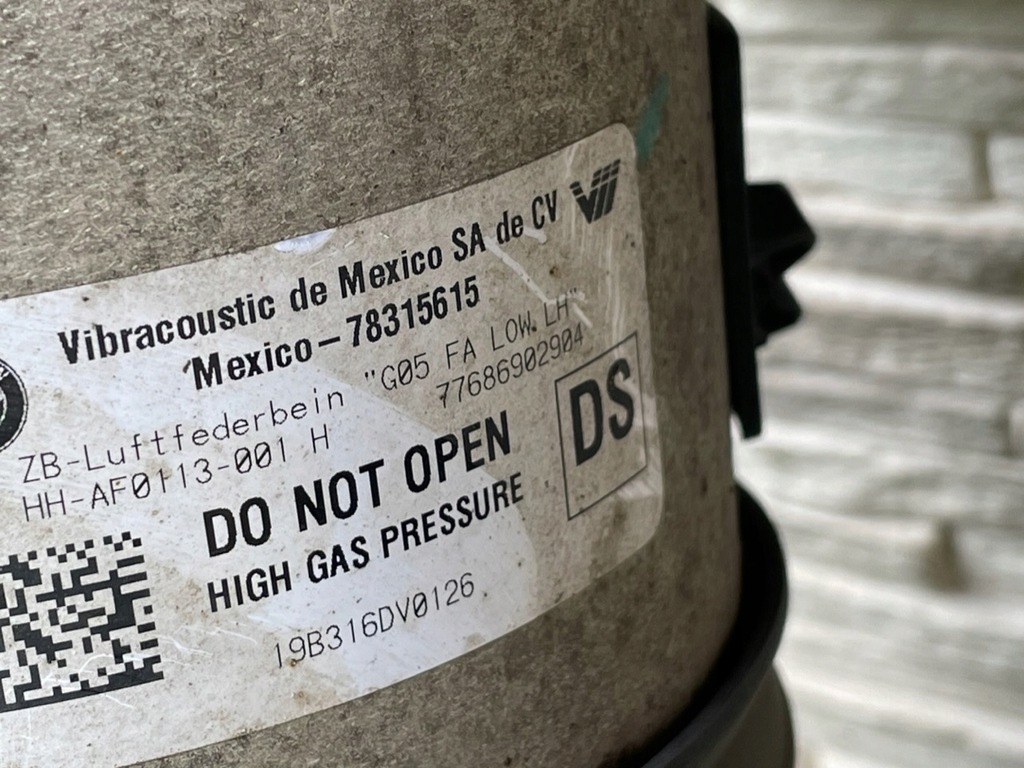 Vibracoustic de Mexico SA de CV
Mexico-78315615
ZB-Luftfederbein "G05 FA LOW. LH"
HH-AF0113-001 H 77686902904
DO NOT OPEN
HIGH GAS PRESSURE
DS
19B316DV0126